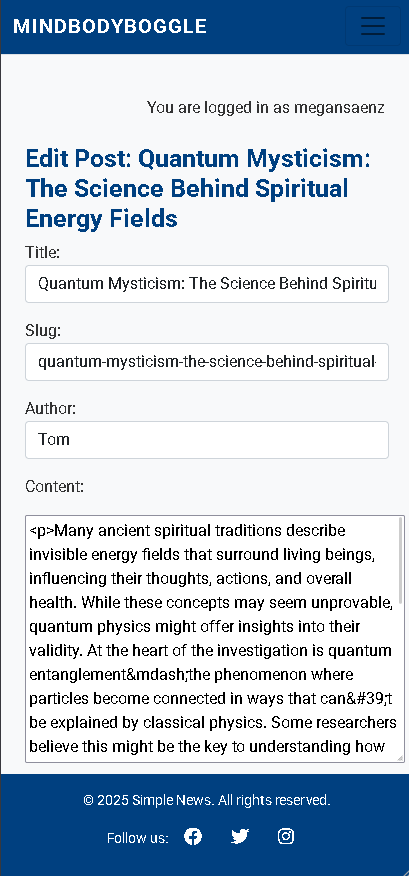 MINDBODYBOGGLE
You are logged in as megansaenz
Edit Post: Quantum Mysticism:
The Science Behind Spiritual
Energy Fields
Title:
Quantum Mysticism: The Science Behind Spiritu
Slug:
quantum-mysticism-the-science-behind-spiritual-
Author:
Tom
Content:
<p>Many ancient spiritual traditions describe
invisible energy fields that surround living beings,
influencing their thoughts, actions, and overall
health. While these concepts may seem unprovable,
quantum physics might offer insights into their
validity. At the heart of the investigation is quantum
entanglement&mdash;the phenomenon where
particles become connected in ways that can&#39;t
be explained by classical physics. Some researchers
believe this might be the key to understanding how
© 2025 Simple News. All rights reserved.
Follow us: